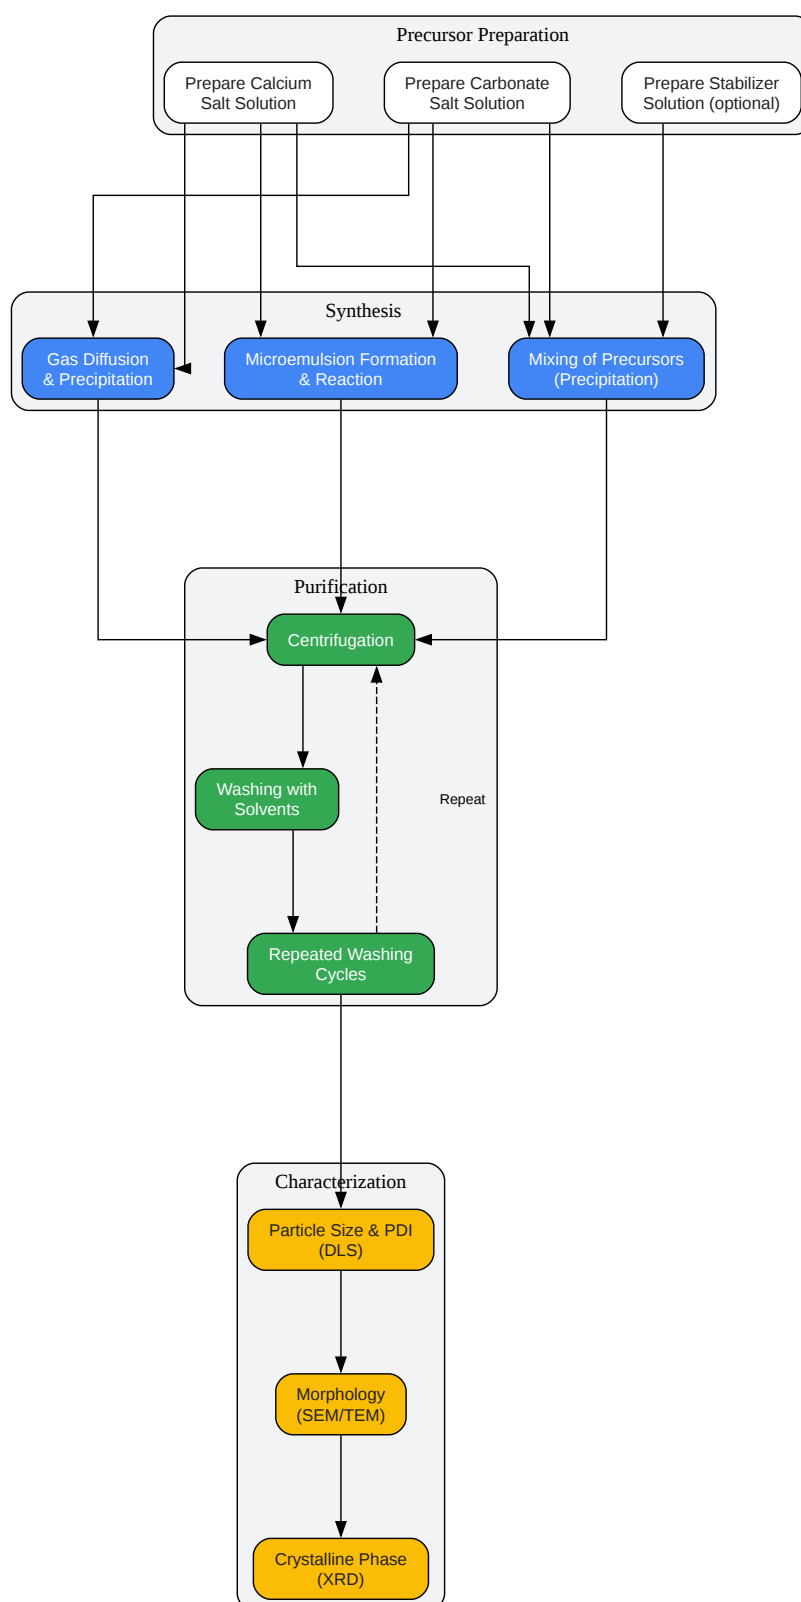 Precursor Preparation
Prepare Calcium
Salt Solution
Prepare Carbonate
Salt Solution
Prepare Stabilizer
Solution (optional)
Synthesis
Gas Diffusion
& Precipitation
Microemulsion Formation
& Reaction
Mixing of Precursors
(Precipitation)
Purification
Centrifugation
Washing with
Solvents
Repeat
Repeated Washing
Cycles
Characterization
Particle Size & PDI
(DLS)
Morphology
(SEM/TEM)
Crystalline Phase
(XRD)